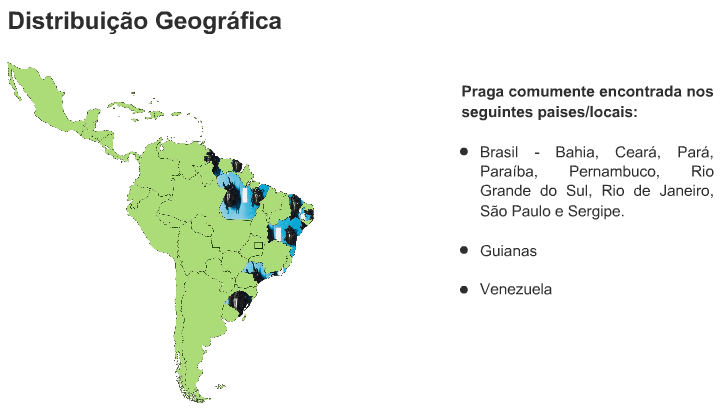 Distribuição Geográfica
Praga comumente encontrada nos
seguintes paises/locais:
Brasil - Bahia, Ceará, Pará,
Paraíba, Pernambuco, Rio
Grande do Sul, Rio de Janeiro,
São Paulo e Sergipe.
Guianas
Venezuela